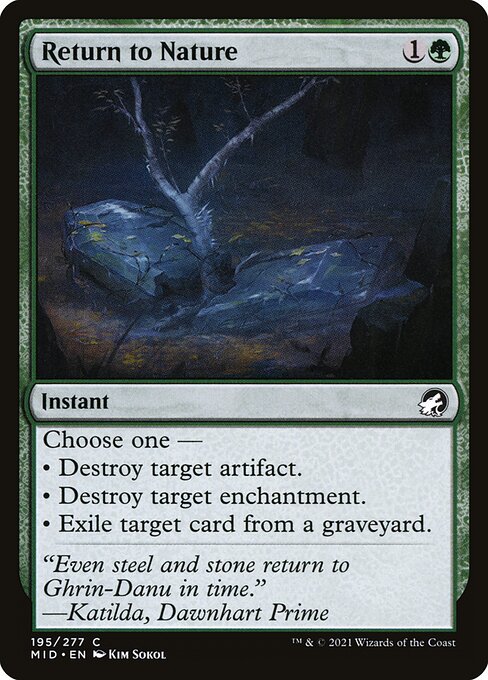 Return to Nature 1
Instant
Choose one —
• Destroy target artifact.
• Destroy target enchantment.
• Exile target card from a graveyard.
“Even steel and stone return to
Ghrin-Danu in time.”
—Katilda, Dawnhart Prime
195/277 C
MID • EN Kim Sokol
™ & © 2021 Wizards of the Coast